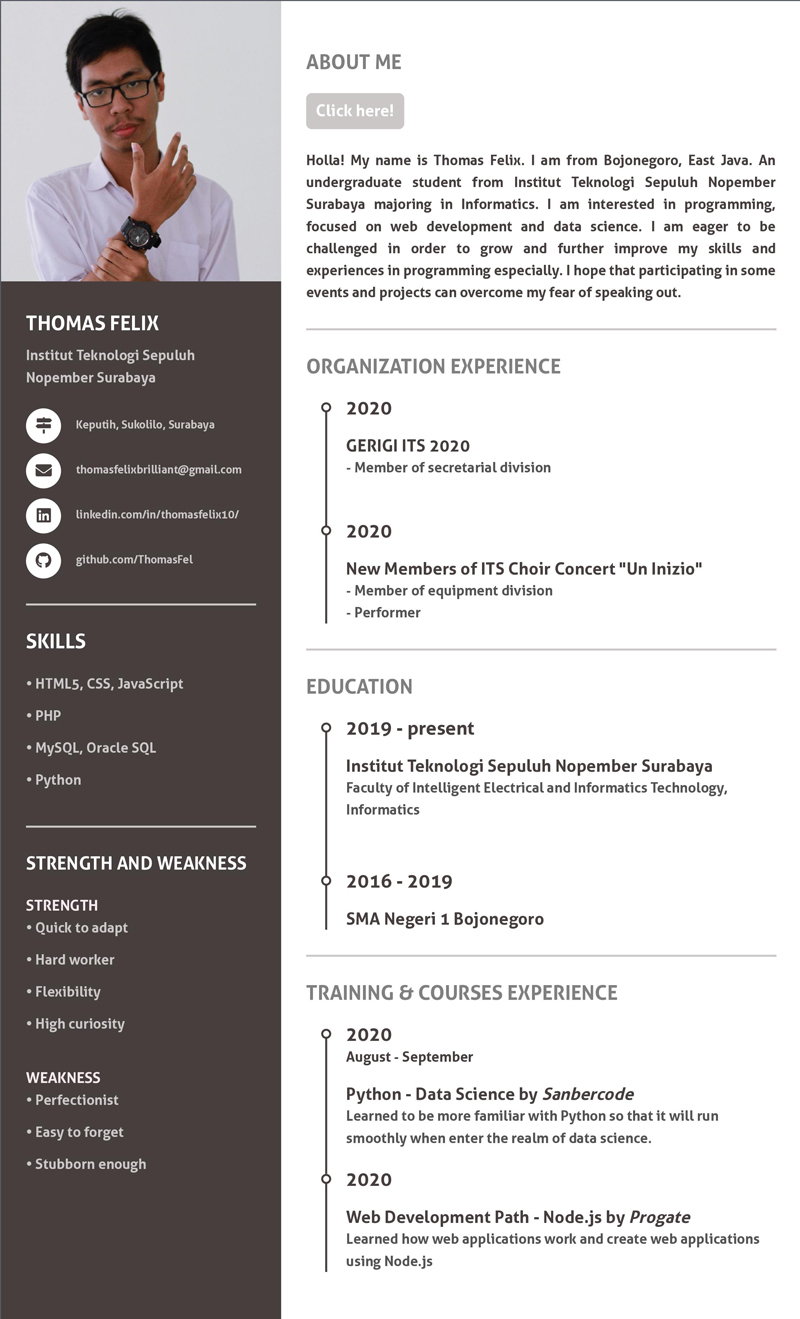 THOMAS FELIX
Institut Teknologi Sepuluh
Nopember Surabaya
Keputih, Sukolilo, Surabaya
thomasfelixbrilliant@gmail.com
linkedin.com/in/thomasfelix10/
github.com/ThomasFel
SKILLS
• HTML5, CSS, JavaScript
• PHP
• MySQL, Oracle SQL
• Python
STRENGTH AND WEAKNESS
STRENGTH
• Quick to adapt
• Hard worker
• Flexibility
• High curiosity
WEAKNESS
• Perfectionist
• Easy to forget
• Stubborn enough
ABOUT ME
Click here!
Holla! My name is Thomas Felix. I am from Bojonegoro, East Java. An
undergraduate student from Institut Teknologi Sepuluh Nopember
Surabaya majoring in Informatics. I am interested in programming,
focused on web development and data science. I am eager to be
challenged in order to grow and further improve my skills and
experiences in programming especially. I hope that participating in some
events and projects can overcome my fear of speaking out.
ORGANIZATION EXPERIENCE
2020
GERIGI ITS 2020
- Member of secretarial division
2020
New Members of ITS Choir Concert "Un Inizio"
- Member of equipment division
- Performer
EDUCATION
2019 - present
Institut Teknologi Sepuluh Nopember Surabaya
Faculty of Intelligent Electrical and Informatics Technology,
Informatics
2016 - 2019
SMA Negeri 1 Bojonegoro
TRAINING & COURSES EXPERIENCE
2020
August - September
Python - Data Science by Sanbercode
Learned to be more familiar with Python so that it will run
smoothly when enter the realm of data science.
2020
Web Development Path - Node.js by Progate
Learned how web applications work and create web applications
using Node.js